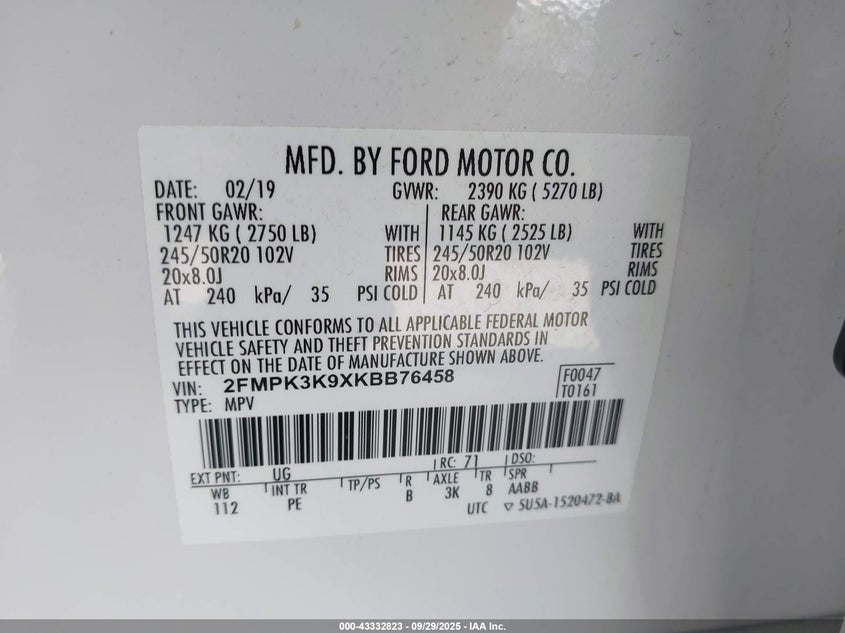 MFD. BY FORD MOTOR CO.
DATE: 02/19 GVWR: 2390 KG ( 5270 LB)
FRONT GAWR: REAR GAWR:
1247 KG ( 2750 LB) WITH 1145 KG ( 2525 LB) WITH
245/50R20 102V TIRES 245/50R20 102V TIRES
20x8.0J RIMS 20x8.0J RIMS
AT 240 kPa/ 35 PSI COLD AT 240 kPa/ 35 PSI COLD
THIS VEHICLE CONFORMS TO ALL APPLICABLE FEDERAL MOTOR
VEHICLE SAFETY AND THEFT PREVENTION STANDARDS IN
EFFECT ON THE DATE OF MANUFACTURE SHOWN ABOVE.
VIN: 2FMPK3K9XKBB76458 F0047
TYPE: MPV T0161
EXT PNT: UG RC: 71 DSO:
WB INT TR TP/PS R AXLE TR SPR
112 PE B 3K 8 AABB
UTC ▽ 5U5A-1520472-BA
000-43332823 - 09/29/2025 - IAA Inc.